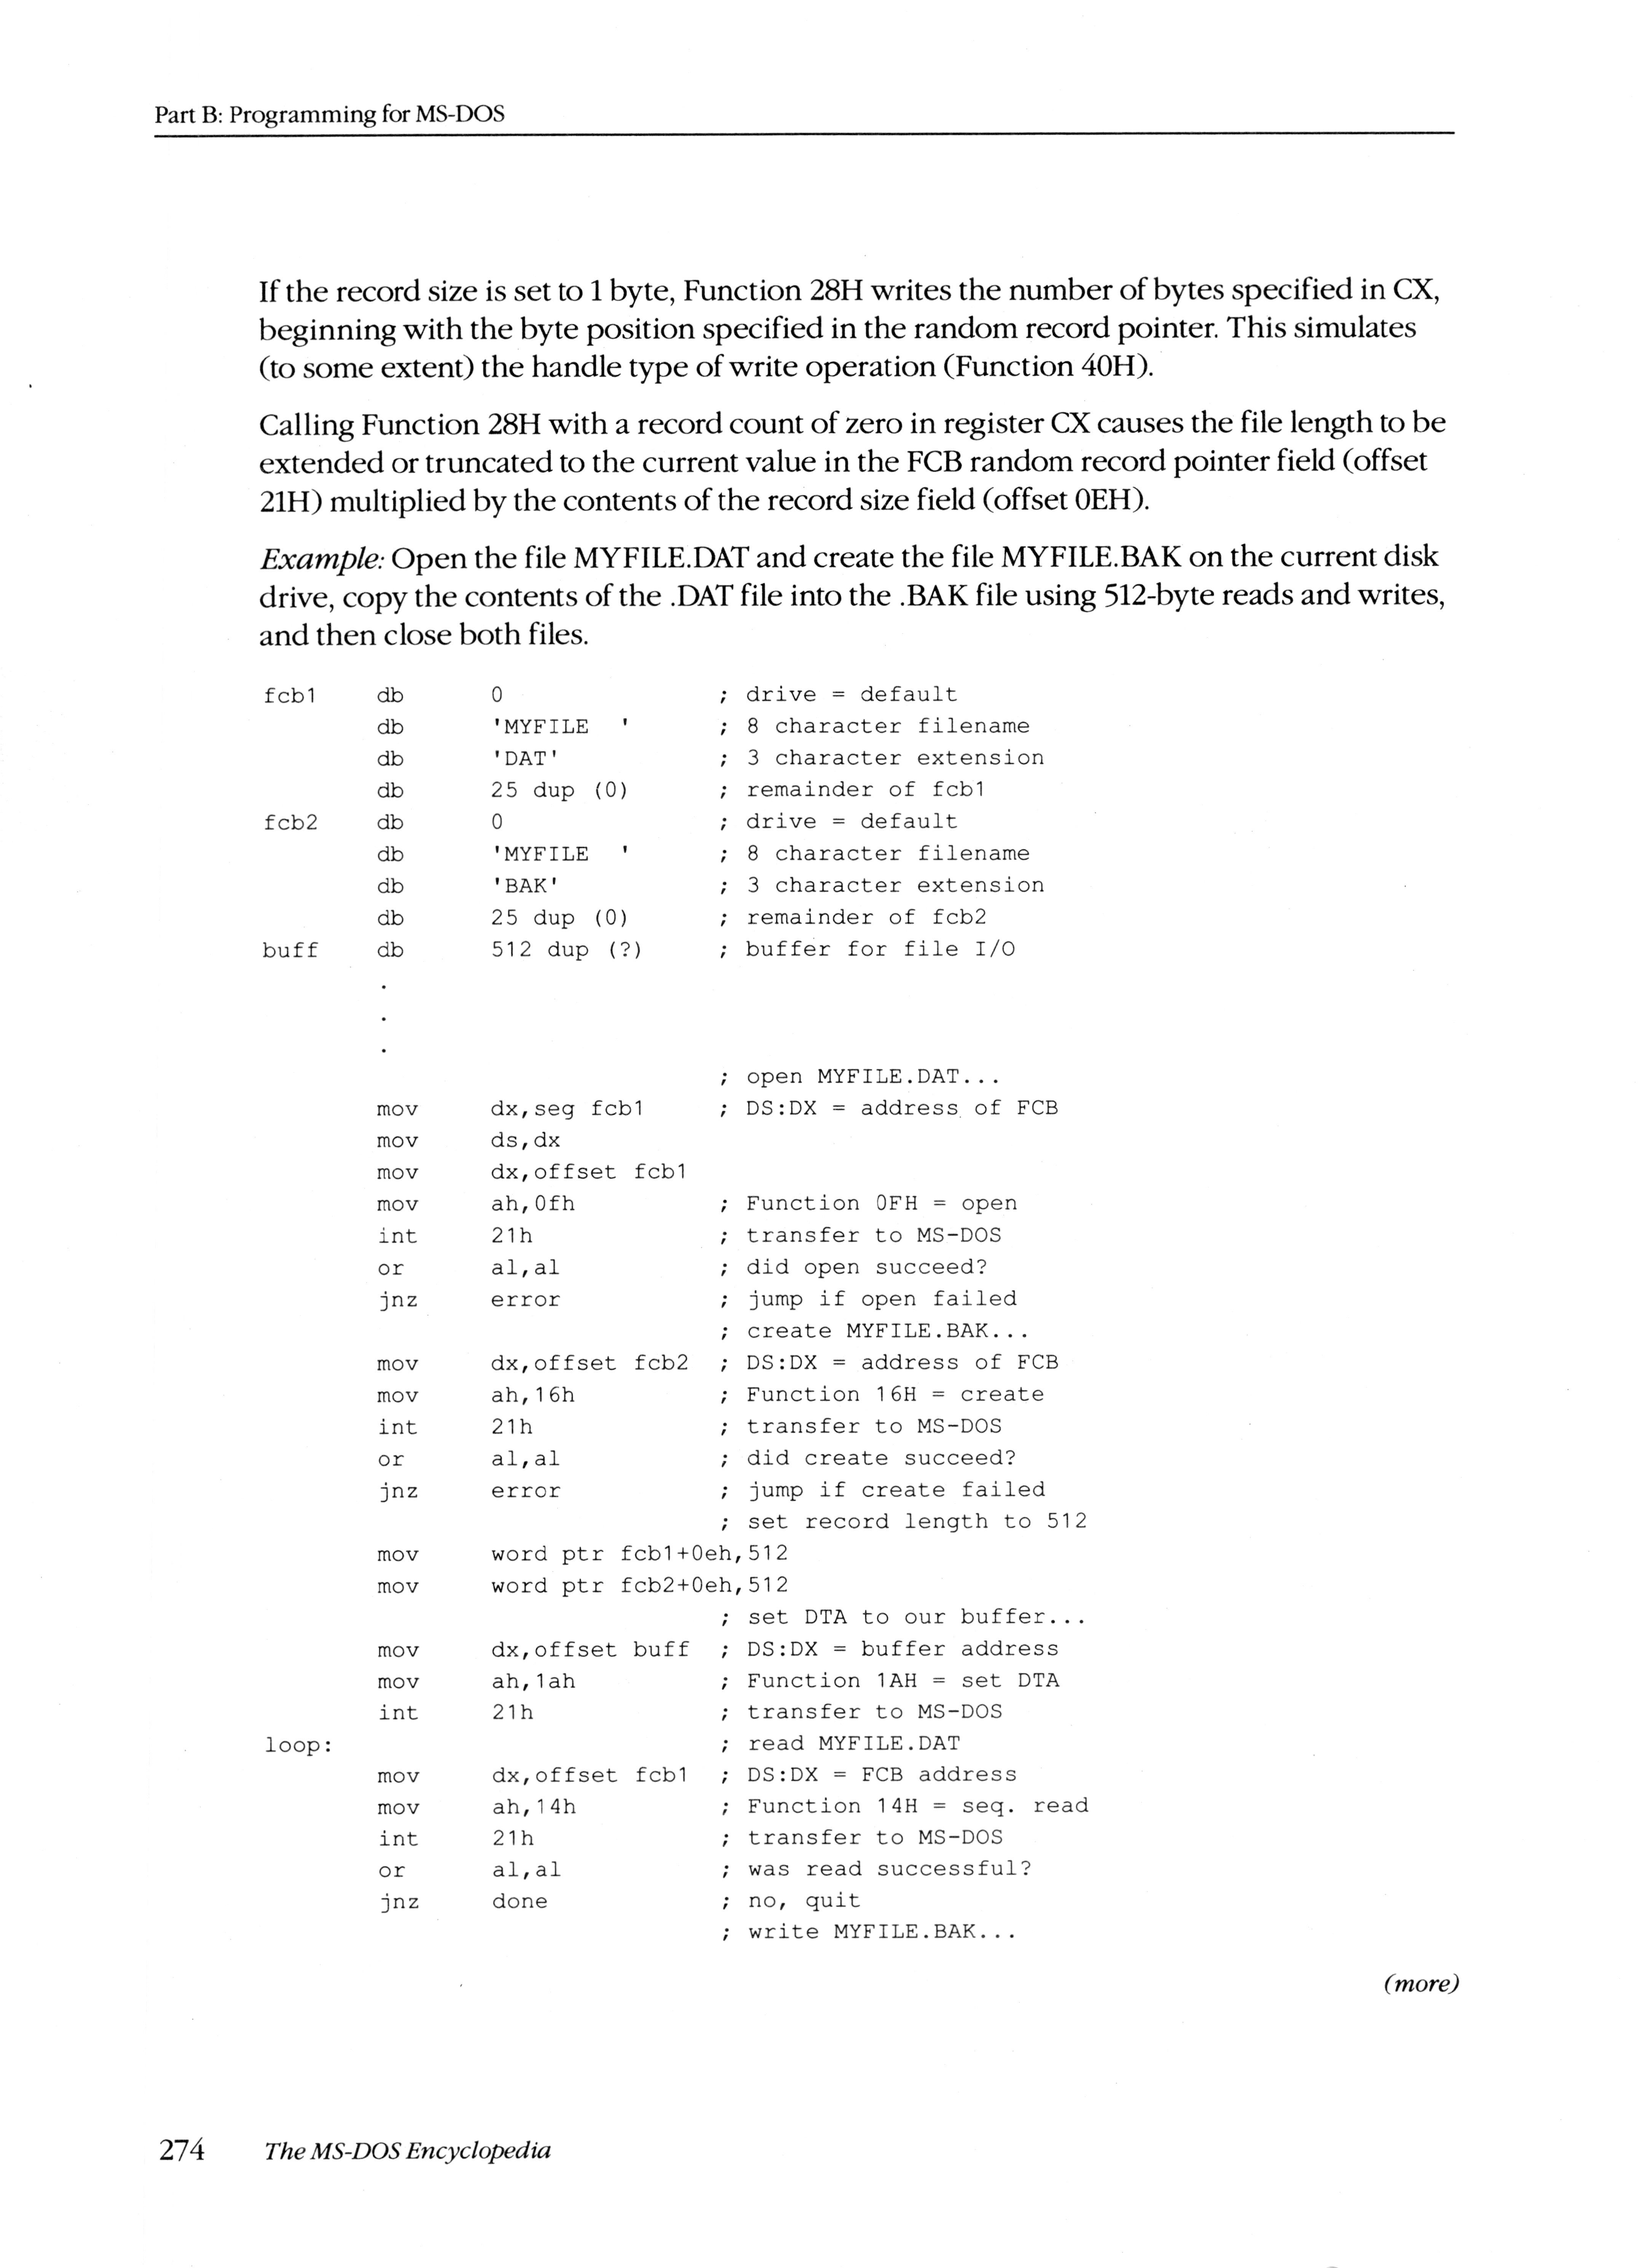 Part B: Programming for MS-DOS
If the record size is set to 1 byte, Function 28H writes the number of bytes specified in CX,
beginning with the byte position specified in the random record pointer. This simulates
(to some extent) the handle type of write operation (Function 40H).
Calling Function 28H with a record count of zero in register CX causes the file length to be
extended or truncated to the current value in the FCB random record pointer field (offset
21H) multiplied by the contents of the record size field (offset 0EH).
Example: Open the file MYFILE.DAT and create the file MYFILE.BAK on the current disk
drive, copy the contents of the .DAT file into the .BAK file using 512-byte reads and writes,
and then close both files.
fcb1    db      0               ; drive = default
        db      'MYFILE  '      ; 8 character filename
        db      'DAT'           ; 3 character extension
        db      25 dup (0)      ; remainder of fcb1
fcb2    db      0               ; drive = default
        db      'MYFILE  '      ; 8 character filename
        db      'BAK'           ; 3 character extension
        db      25 dup (0)      ; remainder of fcb2
buff    db      512 dup (?)     ; buffer for file I/O
        .
        .
        .
                                ; open MYFILE.DAT...
        mov     dx,seg fcb1     ; DS:DX = address of FCB
        mov     ds,dx
        mov     dx,offset fcb1
        mov     ah,0fh          ; Function 0FH = open
        int     21h             ; transfer to MS-DOS
        or      al,al           ; did open succeed?
        jnz     error           ; jump if open failed
                                ; create MYFILE.BAK...
        mov     dx,offset fcb2  ; DS:DX = address of FCB
        mov     ah,16h          ; Function 16H = create
        int     21h             ; transfer to MS-DOS
        or      al,al           ; did create succeed?
        jnz     error           ; jump if create failed
                                ; set record length to 512
        mov     word ptr fcb1+0eh,512
        mov     word ptr fcb2+0eh,512
                                ; set DTA to our buffer...
        mov     dx,offset buff  ; DS:DX = buffer address
        mov     ah,1ah          ; Function 1AH = set DTA
        int     21h             ; transfer to MS-DOS
loop:                           ; read MYFILE.DAT
        mov     dx,offset fcb1  ; DS:DX = FCB address
        mov     ah,14h          ; Function 14H = seq. read
        int     21h             ; transfer to MS-DOS
        or      al,al           ; was read successful?
        jnz     done            ; no, quit
                                ; write MYFILE.BAK...
(more)
274 The MS-DOS Encyclopedia